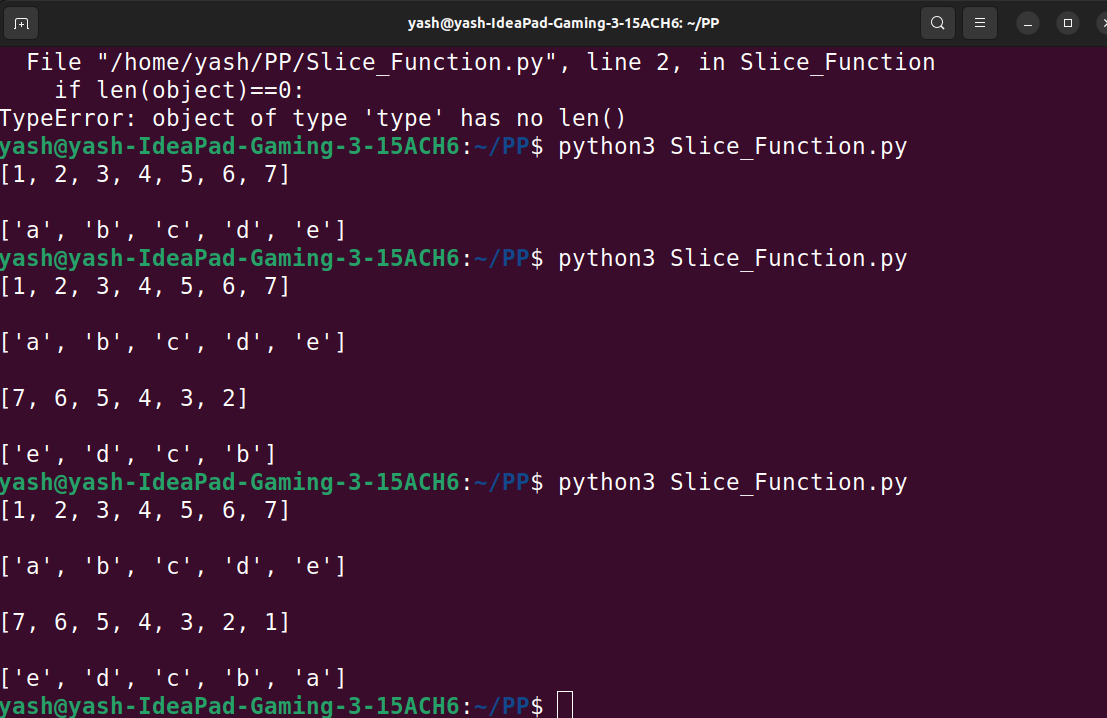 yash@yash-IdeaPad-Gaming-3-15ACH6: ~/PP
  File "/home/yash/PP/Slice_Function.py", line 2, in Slice_Function
    if len(object)==0:
TypeError: object of type 'type' has no len()
yash@yash-IdeaPad-Gaming-3-15ACH6:~/PP$ python3 Slice_Function.py
[1, 2, 3, 4, 5, 6, 7]
['a', 'b', 'c', 'd', 'e']
yash@yash-IdeaPad-Gaming-3-15ACH6:~/PP$ python3 Slice_Function.py
[1, 2, 3, 4, 5, 6, 7]
['a', 'b', 'c', 'd', 'e']
[7, 6, 5, 4, 3, 2]
['e', 'd', 'c', 'b']
yash@yash-IdeaPad-Gaming-3-15ACH6:~/PP$ python3 Slice_Function.py
[1, 2, 3, 4, 5, 6, 7]
['a', 'b', 'c', 'd', 'e']
[7, 6, 5, 4, 3, 2, 1]
['e', 'd', 'c', 'b', 'a']
yash@yash-IdeaPad-Gaming-3-15ACH6:~/PP$